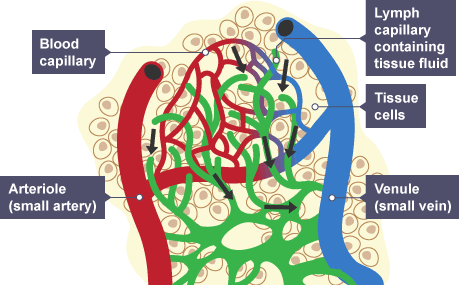 Blood
capillary
Lymph
capillary
containing
tissue fluid
Tissue
cells
Arteriole
(small artery)
Venule
(small vein)